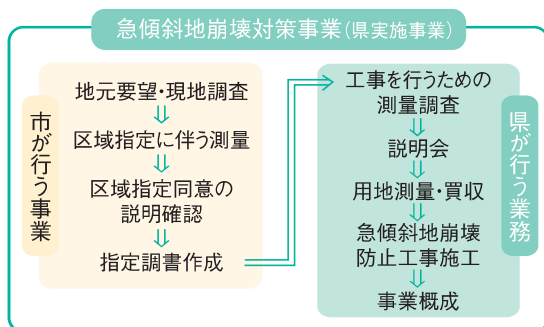 急傾斜地崩壊対策事業(県実施事業)
市が行う事業
地元要望・現地調査
区域指定に伴う測量
区域指定同意の
説明確認
指定調書作成
工事を行うための
測量調査
説明会
用地測量・買収
急傾斜地崩壊
防止工事施工
事業概成
県が行う業務